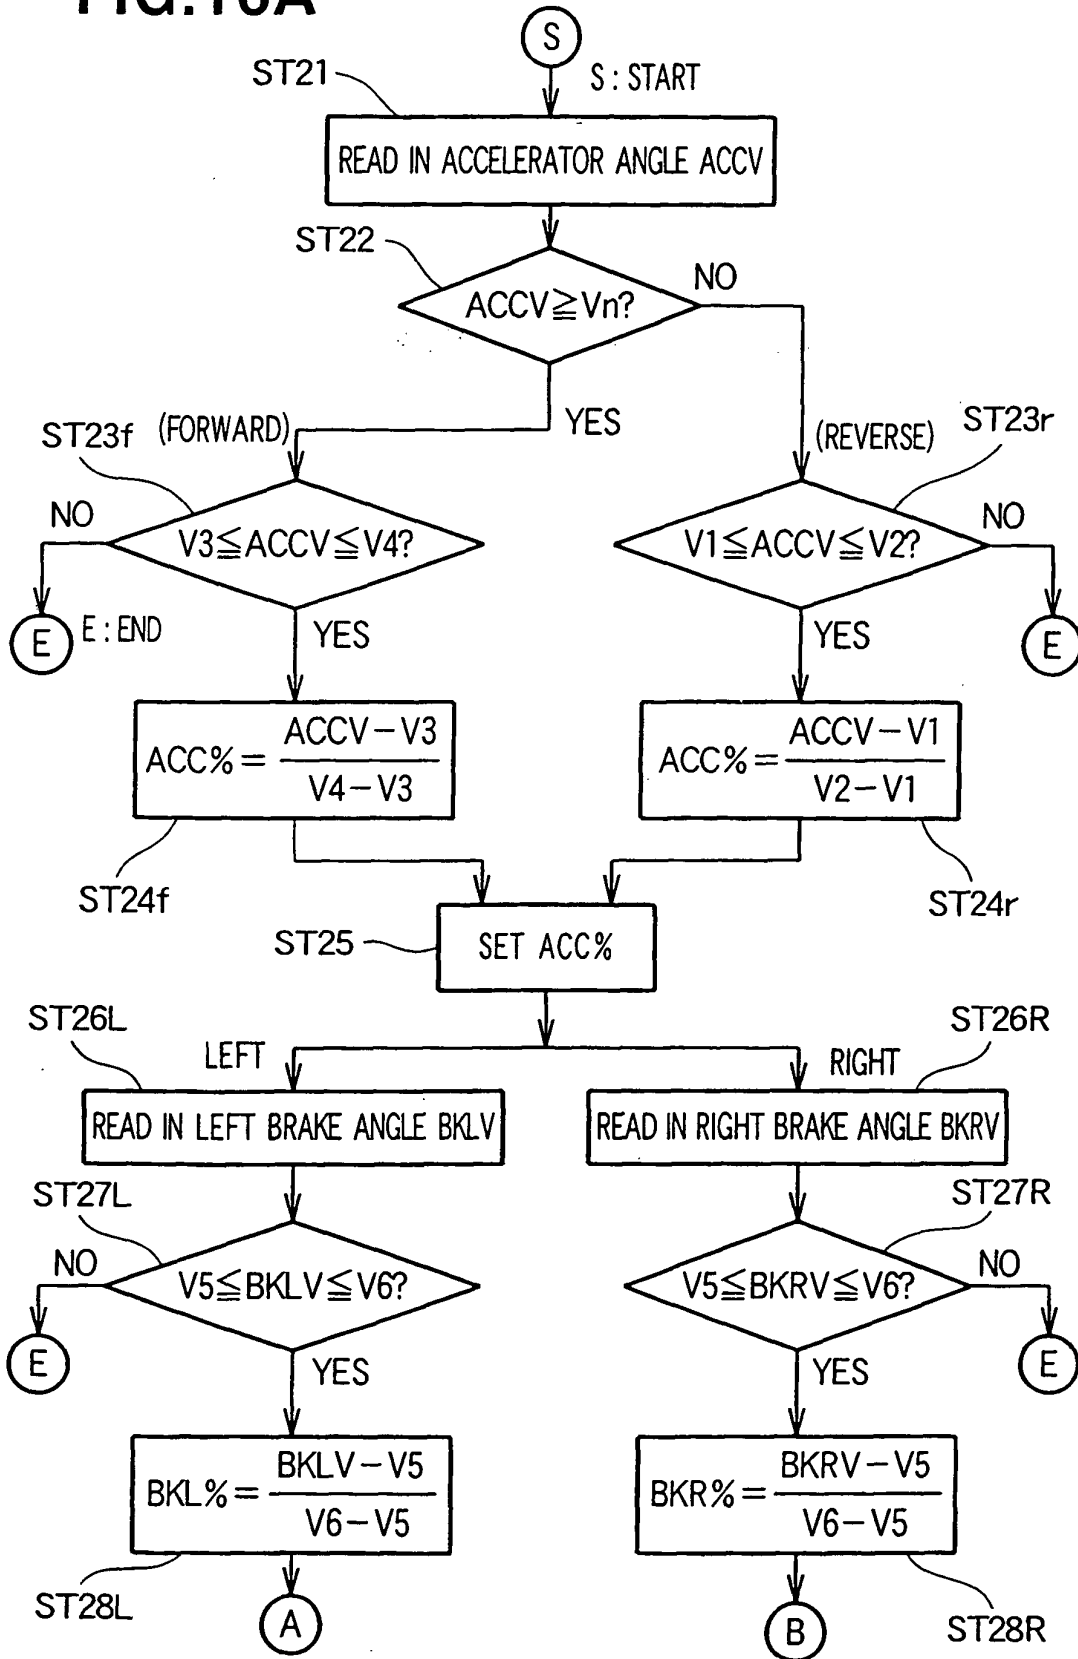 FIG.16A
S
S : START
ST21
READ IN ACCELERATOR ANGLE ACCV
ST22
ACCV≧Vn?
NO
YES
ST23f
(FORWARD)
(REVERSE)
ST23r
NO
V3≦ACCV≦V4?
V1≦ACCV≦V2?
NO
E
E : END
YES
YES
E
ACC% = ACCV−V3
V4−V3
ACC% = ACCV−V1
V2−V1
ST24f
ST24r
ST25
SET ACC%
ST26L
LEFT
RIGHT
ST26R
READ IN LEFT BRAKE ANGLE BKLV
READ IN RIGHT BRAKE ANGLE BKRV
ST27L
ST27R
NO
V5≦BKLV≦V6?
V5≦BKRV≦V6?
NO
E
YES
YES
E
BKL% = BKLV−V5
V6−V5
BKR% = BKRV−V5
V6−V5
ST28L
A
B
ST28R